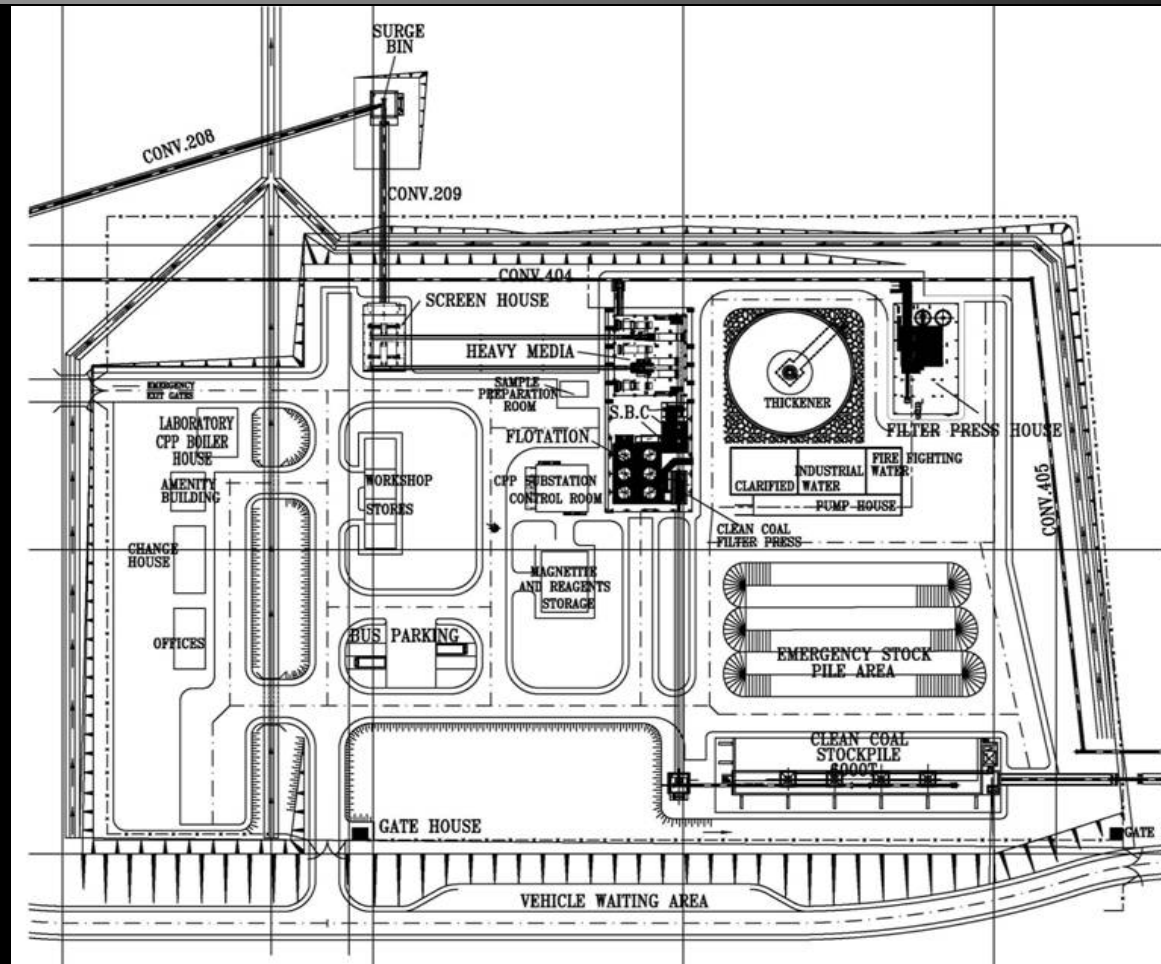 SURGE
BIN
CONV.208
CONV.209
CONV.404
SCREEN HOUSE
HEAVY MEDIA
EMERGENCY
EXIT GATES
SAMPLE
PREPARATION
ROOM
S.B.C
THICKENER
LABORATORY
CPP BOILER
HOUSE
FLOTATION
FILTER PRESS HOUSE
AMENITY
BUILDING
WORKSHOP
STORES
CPP SUBSTATION
CONTROL ROOM
CLARIFIED
INDUSTRIAL
WATER
FIRE FIGHTING
WATER
PUMP HOUSE
CONV.405
CLEAN COAL
FILTER PRESS
CHANGE
HOUSE
MAGNETTIE
AND REAGENTS
STORAGE
OFFICES
BUS PARKING
EMERGENCY STOCK
PILE AREA
CLEAN COAL
STOCKPILE
6000T
GATE HOUSE
GATE
VEHICLE WAITING AREA